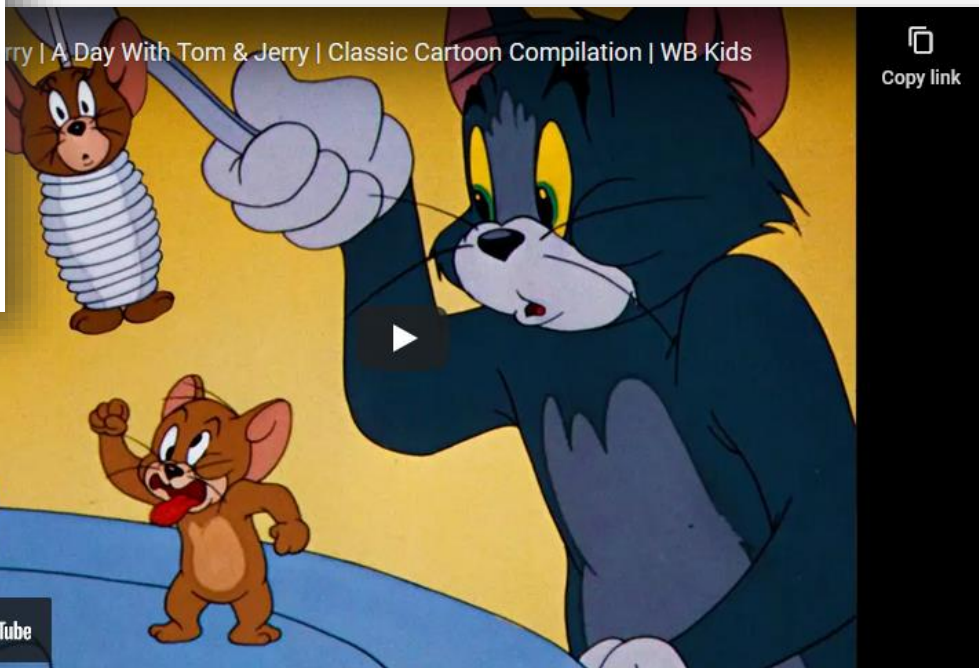 rry | A Day With Tom & Jerry | Classic Cartoon Compilation | WB Kids
Copy link
Tube